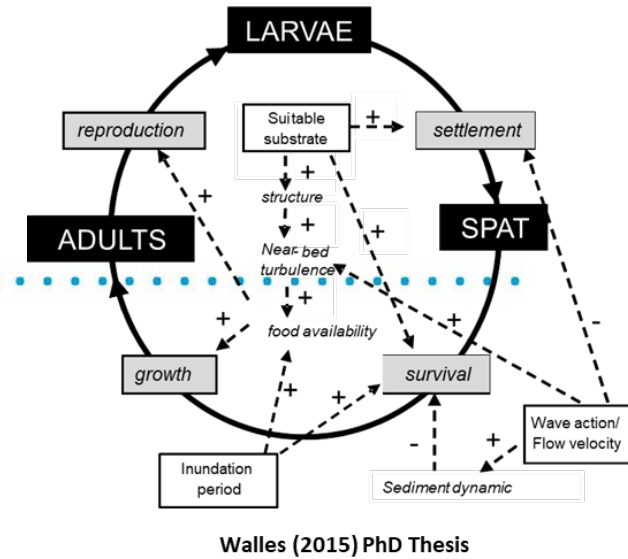 LARVAE
reproduction
Suitable
substrate
+
settlement
+
structure
+
+
+
ADULTS
SPAT
Near-bed
turbulence
+
+
food availability
+
-
growth
+
+
survival
Inundation
period
-
+
Wave action/
Flow velocity
Sediment dynamic
Walles (2015) PhD Thesis